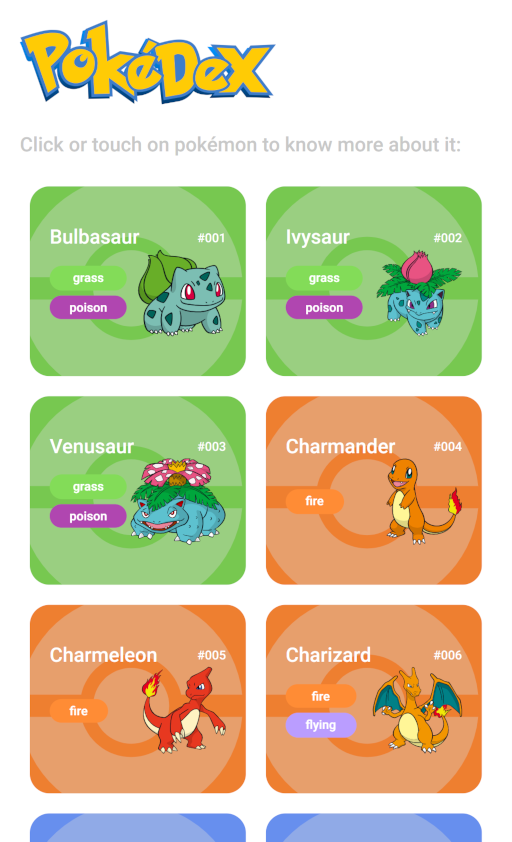 PokéDex
Click or touch on pokémon to know more about it:
Bulbasaur #001
grass
poison
Ivysaur #002
grass
poison
Venusaur #003
grass
poison
Charmander #004
fire
Charmeleon #005
fire
Charizard #006
fire
flying